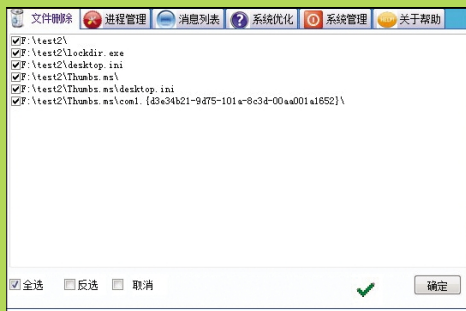 文件删除 进程管理 消息列表 系统优化 系统管理 关于帮助
F:\test2\
F:\test2\lockdir.exe
F:\test2\desktop.ini
F:\test2\Thumbs.ms\
F:\test2\Thumbs.ms\desktop.ini
F:\test2\Thumbs.ms\com1.{d3e34b21-9d75-101a-8c3d-00aa001a1652}\
全选 反选 取消 确定